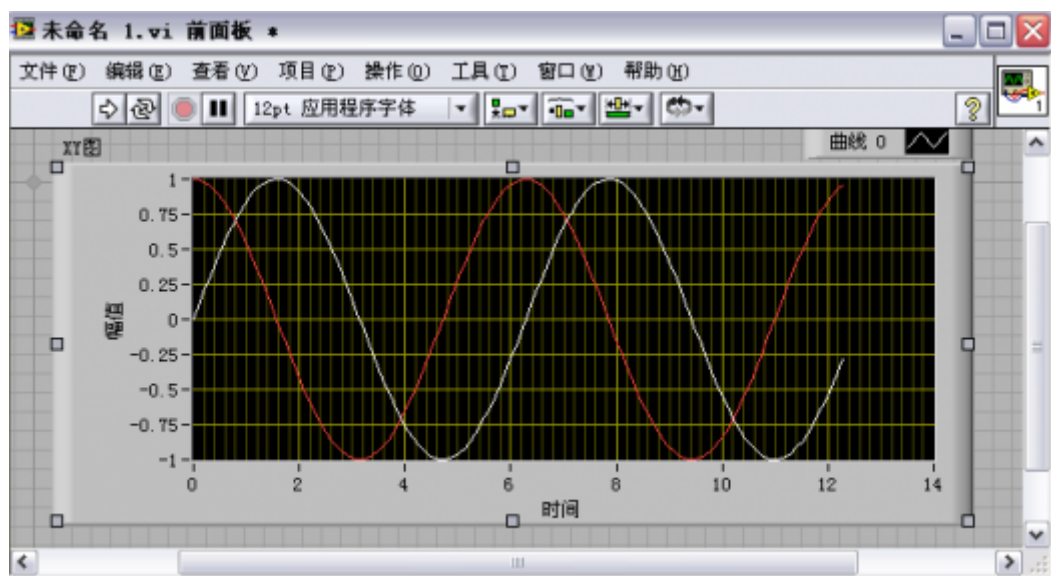 未命名 1.vi 前面板 *
文件(F) 编辑(E) 查看(V) 项目(P) 操作(O) 工具(T) 窗口(W) 帮助(H)
12pt 应用程序字体
?
1
XY图
曲线 0
1
0.75
0.5
0.25
0
-0.25
-0.5
-0.75
-1
幅值
0 2 4 6 8 10 12 14
时间